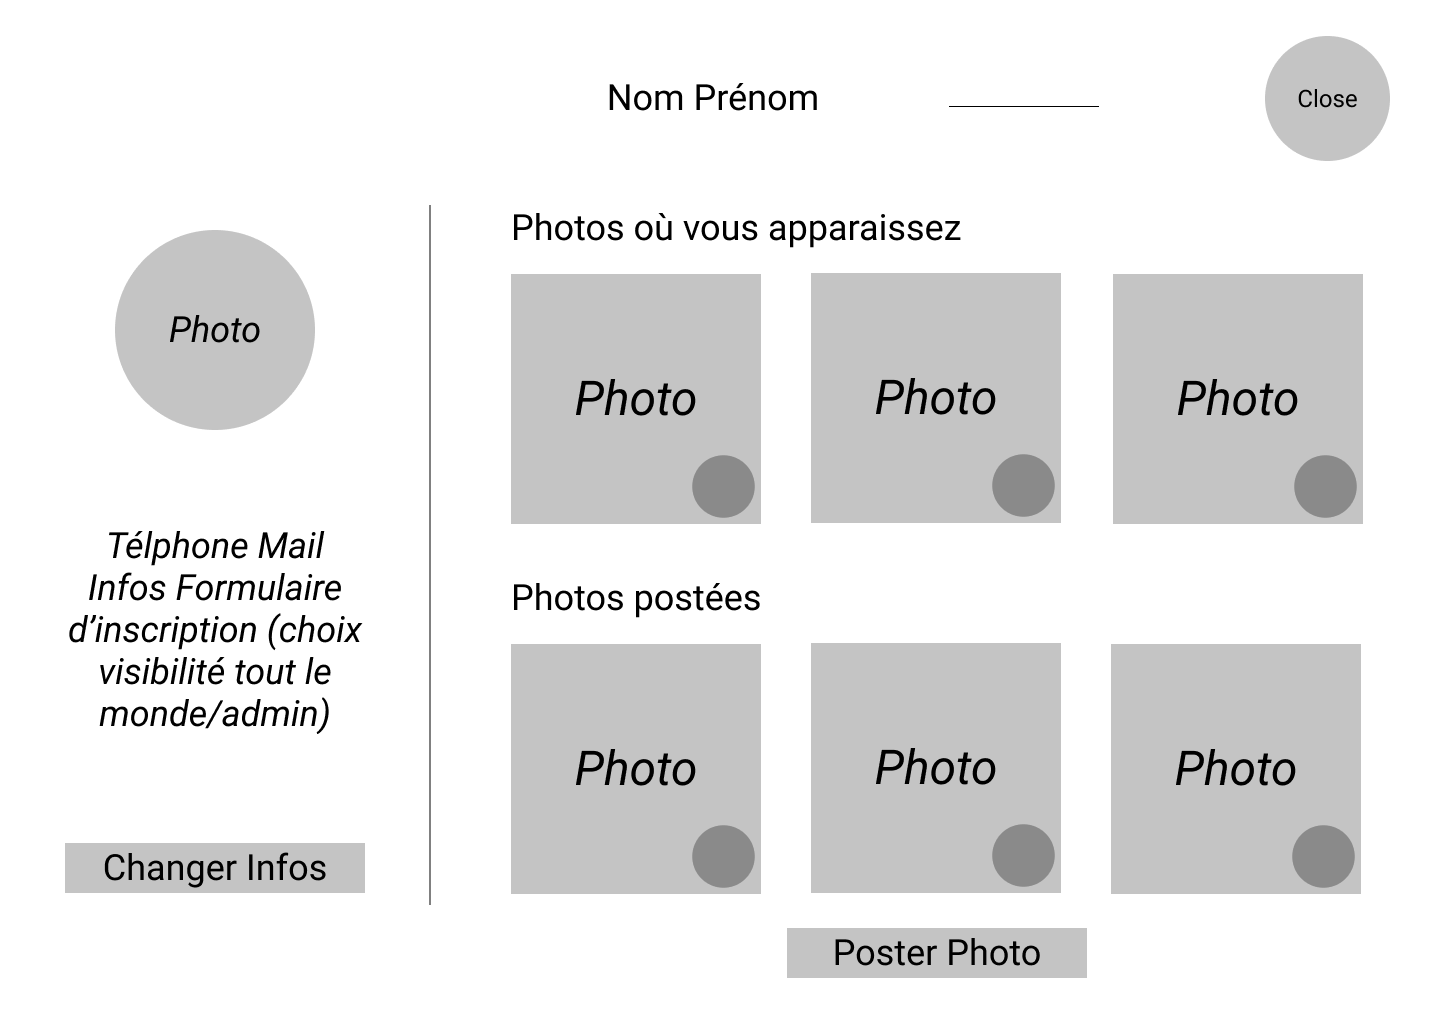 Nom Prénom
Close
Photo
Télphone Mail
Infos Formulaire
d’inscription (choix
visibilité tout le
monde/admin)
Changer Infos
Photos où vous apparaissez
Photo
Photo
Photo
Photos postées
Photo
Photo
Photo
Poster Photo